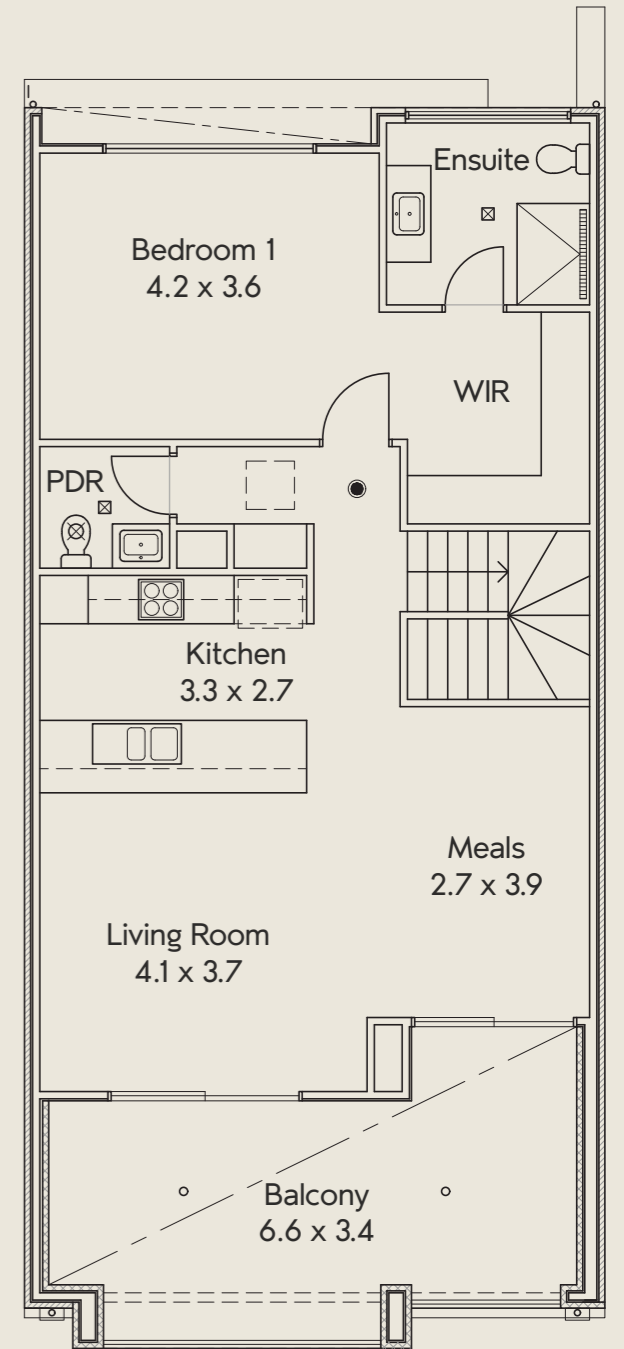 Ensuite
Bedroom 1
4.2 x 3.6
WIR
PDR
Kitchen
3.3 x 2.7
Meals
2.7 x 3.9
Living Room
4.1 x 3.7
Balcony
6.6 x 3.4